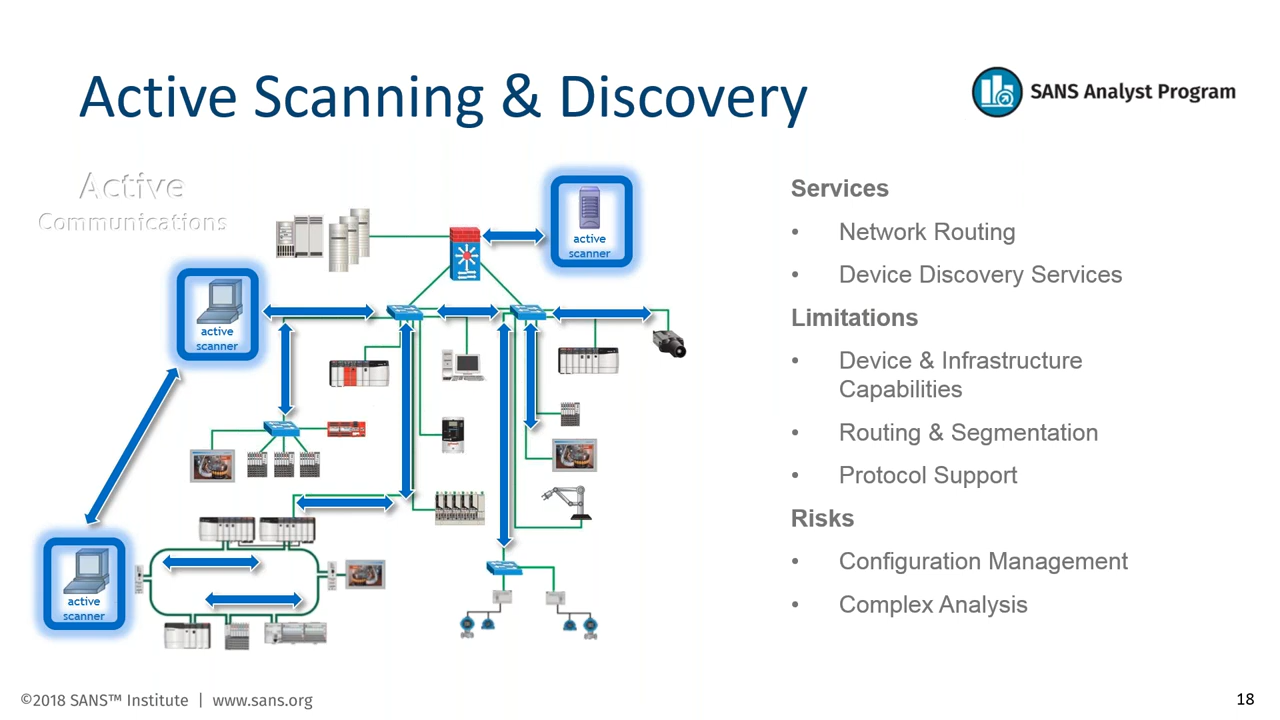 Active Scanning & Discovery
SANS Analyst Program
Active
Communications
active
scanner
active
scanner
active
scanner
Services
• Network Routing
• Device Discovery Services
Limitations
• Device & Infrastructure
Capabilities
• Routing & Segmentation
• Protocol Support
Risks
• Configuration Management
• Complex Analysis
©2018 SANS™ Institute | www.sans.org
18